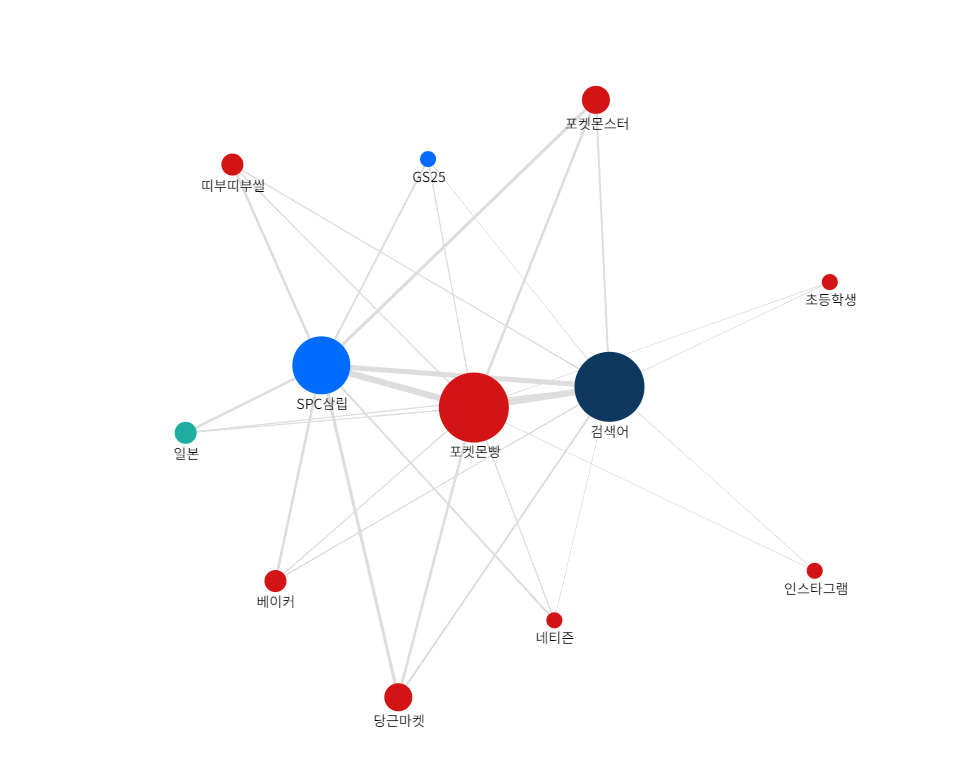 포켓몬스터
GS25
띠부띠부씰
초등학생
SPC삼립
검색어
포켓몬빵
일본
인스타그램
베이커
네티즌
당근마켓